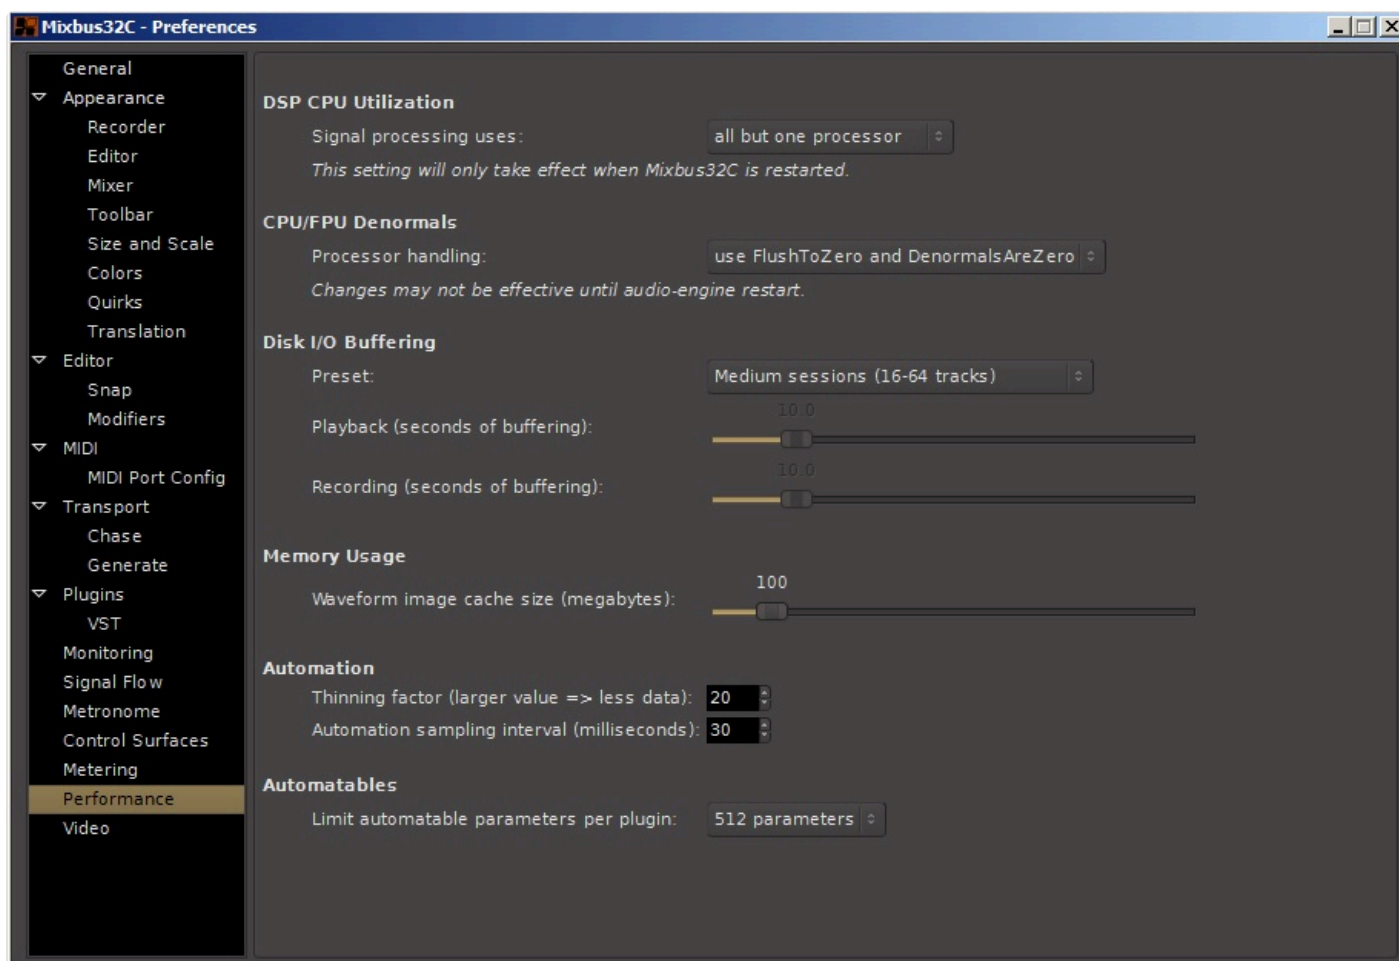 Mixbus32C - Preferences
General
Appearance
Recorder
Editor
Mixer
Toolbar
Size and Scale
Colors
Quirks
Translation
Editor
Snap
Modifiers
MIDI
MIDI Port Config
Transport
Chase
Generate
Plugins
VST
Monitoring
Signal Flow
Metronome
Control Surfaces
Metering
Performance
Video
DSP CPU Utilization
Signal processing uses: all but one processor
This setting will only take effect when Mixbus32C is restarted.
CPU/FPU Denormals
Processor handling: use FlushToZero and DenormalsAreZero
Changes may not be effective until audio-engine restart.
Disk I/O Buffering
Preset: Medium sessions (16-64 tracks)
10.0
Playback (seconds of buffering):
10.0
Recording (seconds of buffering):
Memory Usage
100
Waveform image cache size (megabytes):
Automation
Thinning factor (larger value => less data): 20
Automation sampling interval (milliseconds): 30
Automatables
Limit automatable parameters per plugin: 512 parameters